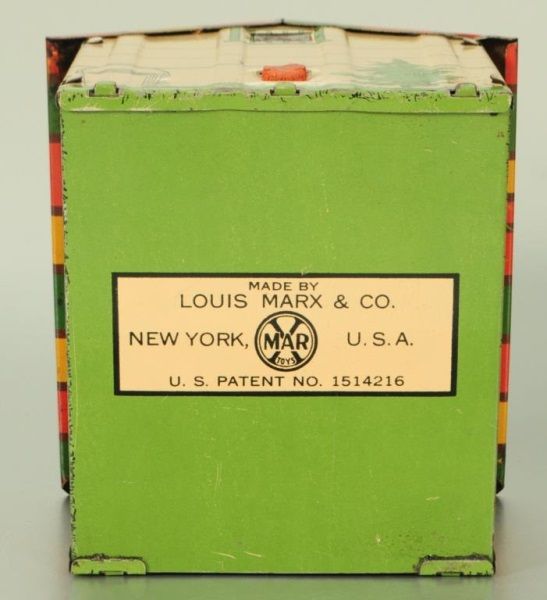 MADE BY
LOUIS MARX & CO.
NEW YORK, MAR X TOYS U. S. A.
U. S. PATENT NO. 1514216